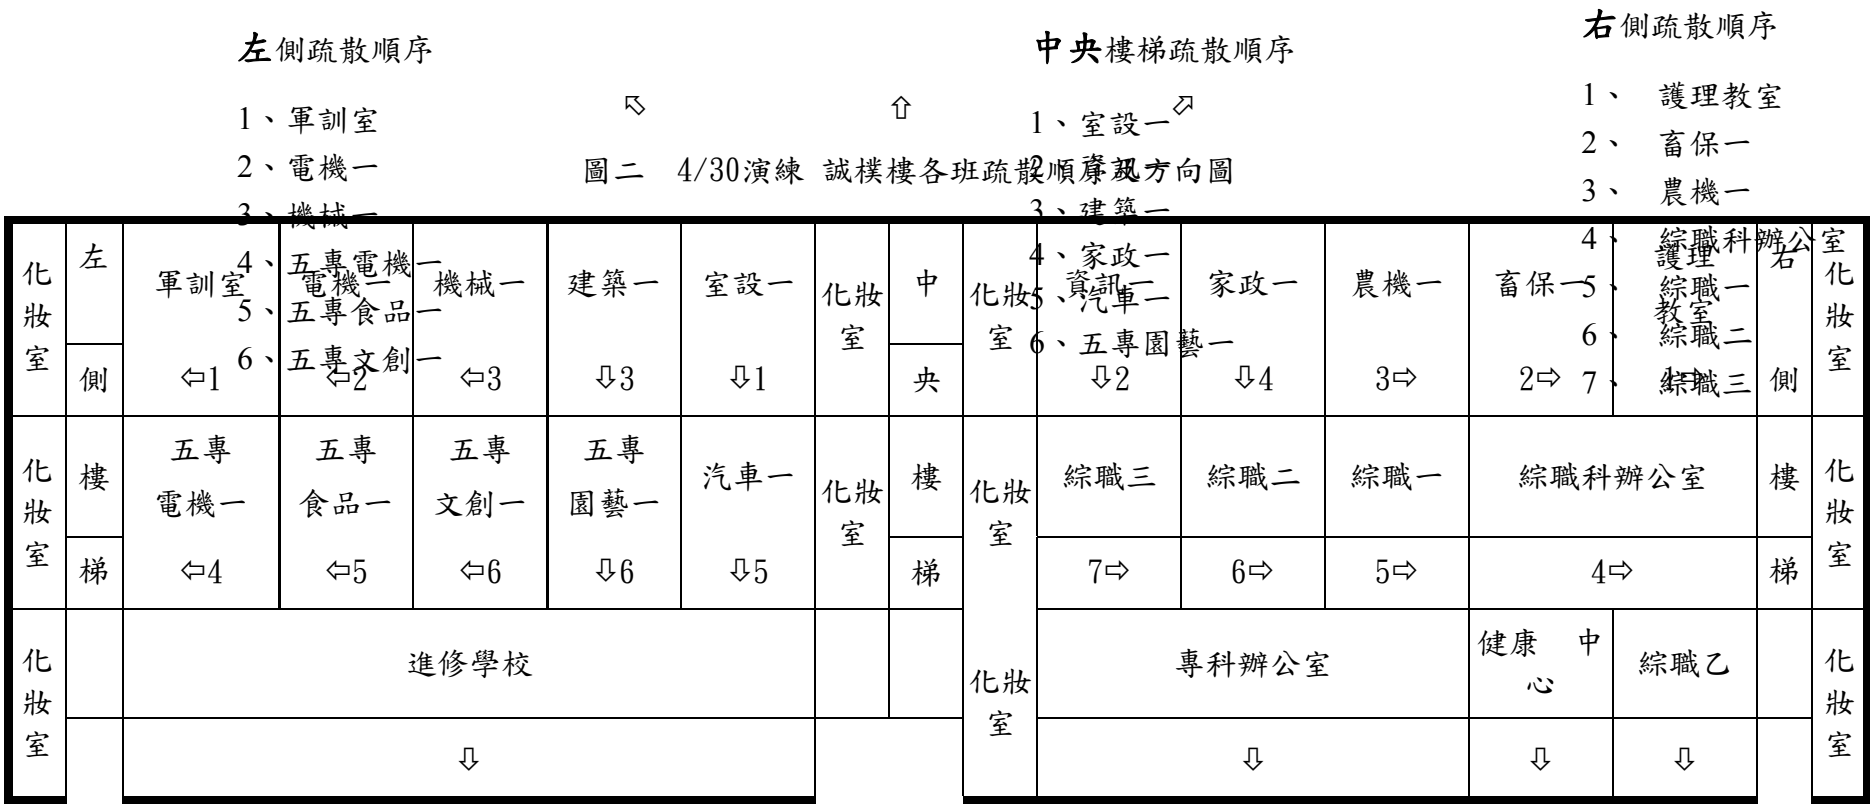 左側疏散順序
1、軍訓室
2、電機一
3、機械一
4、五專電機一
5、五專食品一
6、五專文創一
中央樓梯疏散順序
1、室設一
2、資訊一
3、建築一
4、家政一
5、汽車一
6、五專園藝一
右側疏散順序
1、 護理教室
2、 畜保一
3、 農機一
4、 綜職科辦公室
5、 綜職一
6、 綜職二
7、 綜職三
⬁ ⇧ ⬀
圖二 4/30演練 誠樸樓各班疏散順序及方向圖
化妝室 左 軍訓室 電機一 機械一 建築一 室設一 化妝室 中 化妝室 資訊一 家政一 農機一 畜保一 護理教室 右 化妝室
側 ⇦1 ⇦2 ⇦3 ⇩3 ⇩1 央 ⇩2 ⇩4 3⇨ 2⇨ 1⇨ 側
化妝室 樓 五專電機一 五專食品一 五專文創一 五專園藝一 汽車一 化妝室 樓 化妝室 綜職三 綜職二 綜職一 綜職科辦公室 樓 化妝室
梯 ⇦4 ⇦5 ⇦6 ⇩6 ⇩5 梯 7⇨ 6⇨ 5⇨ 4⇨ 梯
化妝室 進修學校 化妝室 專科辦公室 健康 中心 綜職乙 化妝室
⇩ ⇩ ⇩ ⇩